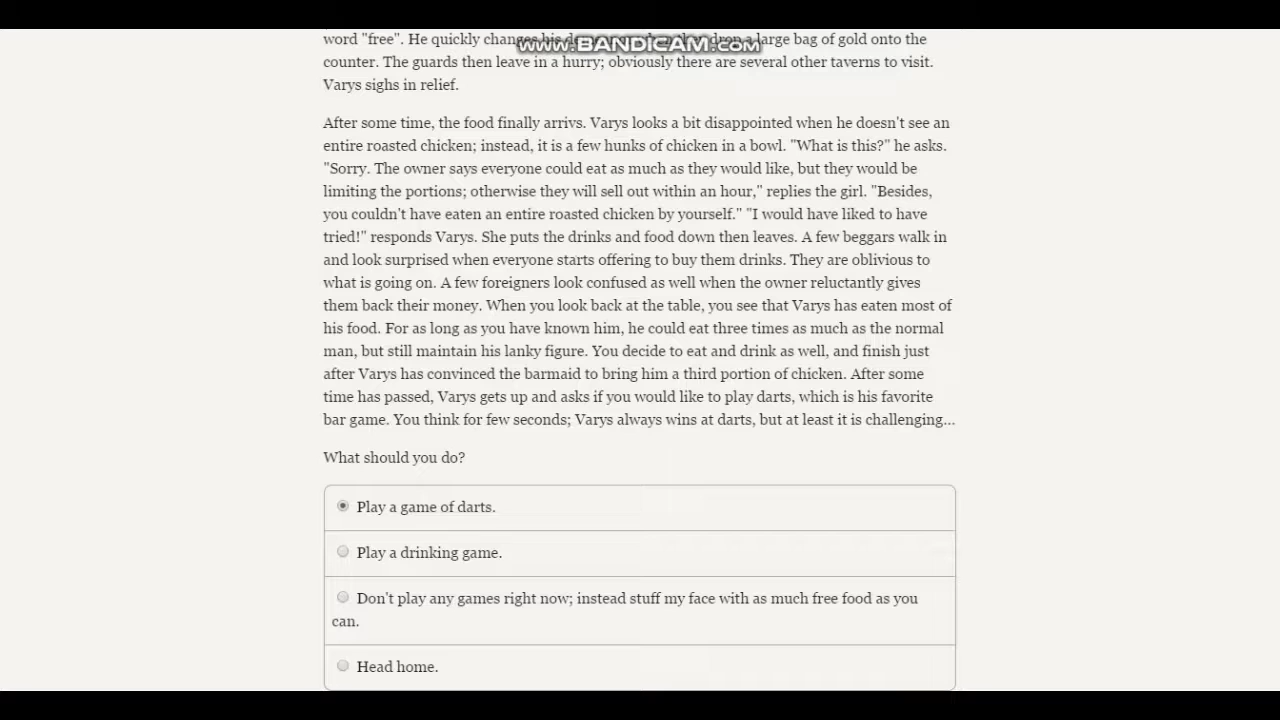 word "free". He quickly changes his drop a large bag of gold onto the
www.BANDICAM.com
counter. The guards then leave in a hurry; obviously there are several other taverns to visit.
Varys sighs in relief.
After some time, the food finally arrivs. Varys looks a bit disappointed when he doesn't see an
entire roasted chicken; instead, it is a few hunks of chicken in a bowl. "What is this?" he asks.
"Sorry. The owner says everyone could eat as much as they would like, but they would be
limiting the portions; otherwise they will sell out within an hour," replies the girl. "Besides,
you couldn't have eaten an entire roasted chicken by yourself." "I would have liked to have
tried!" responds Varys. She puts the drinks and food down then leaves. A few beggars walk in
and look surprised when everyone starts offering to buy them drinks. They are oblivious to
what is going on. A few foreigners look confused as well when the owner reluctantly gives
them back their money. When you look back at the table, you see that Varys has eaten most of
his food. For as long as you have known him, he could eat three times as much as the normal
man, but still maintain his lanky figure. You decide to eat and drink as well, and finish just
after Varys has convinced the barmaid to bring him a third portion of chicken. After some
time has passed, Varys gets up and asks if you would like to play darts, which is his favorite
bar game. You think for few seconds; Varys always wins at darts, but at least it is challenging...
What should you do?
Play a game of darts.
Play a drinking game.
Don't play any games right now; instead stuff my face with as much free food as you
can.
Head home.